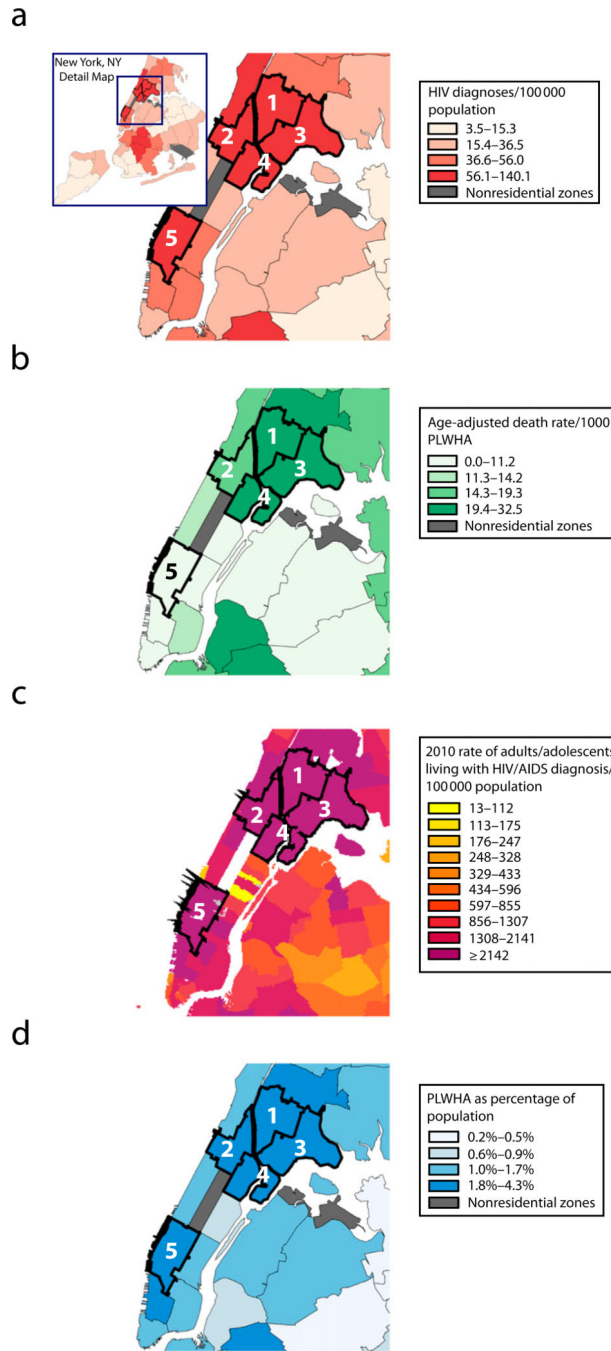 a
New York, NY
Detail Map
1
2
3
4
5
HIV diagnoses/100 000
population
3.5–15.3
15.4–36.5
36.6–56.0
56.1–140.1
Nonresidential zones
b
1
2
3
4
5
Age-adjusted death rate/1000
PLWHA
0.0–11.2
11.3–14.2
14.3–19.3
19.4–32.5
Nonresidential zones
c
1
2
3
4
5
2010 rate of adults/adolescents
living with HIV/AIDS diagnosis/
100 000 population
13–112
113–175
176–247
248–328
329–433
434–596
597–855
856–1307
1308–2141
≥ 2142
d
1
2
3
4
5
PLWHA as percentage of
population
0.2%–0.5%
0.6%–0.9%
1.0%–1.7%
1.8%–4.3%
Nonresidential zones